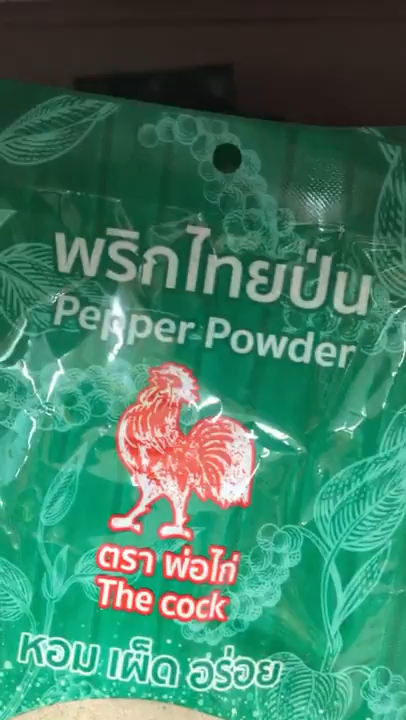 พริกไทยป่น
Pepper Powder
ตรา พ่อไก่
The cock
หอม เผ็ด อร่อย